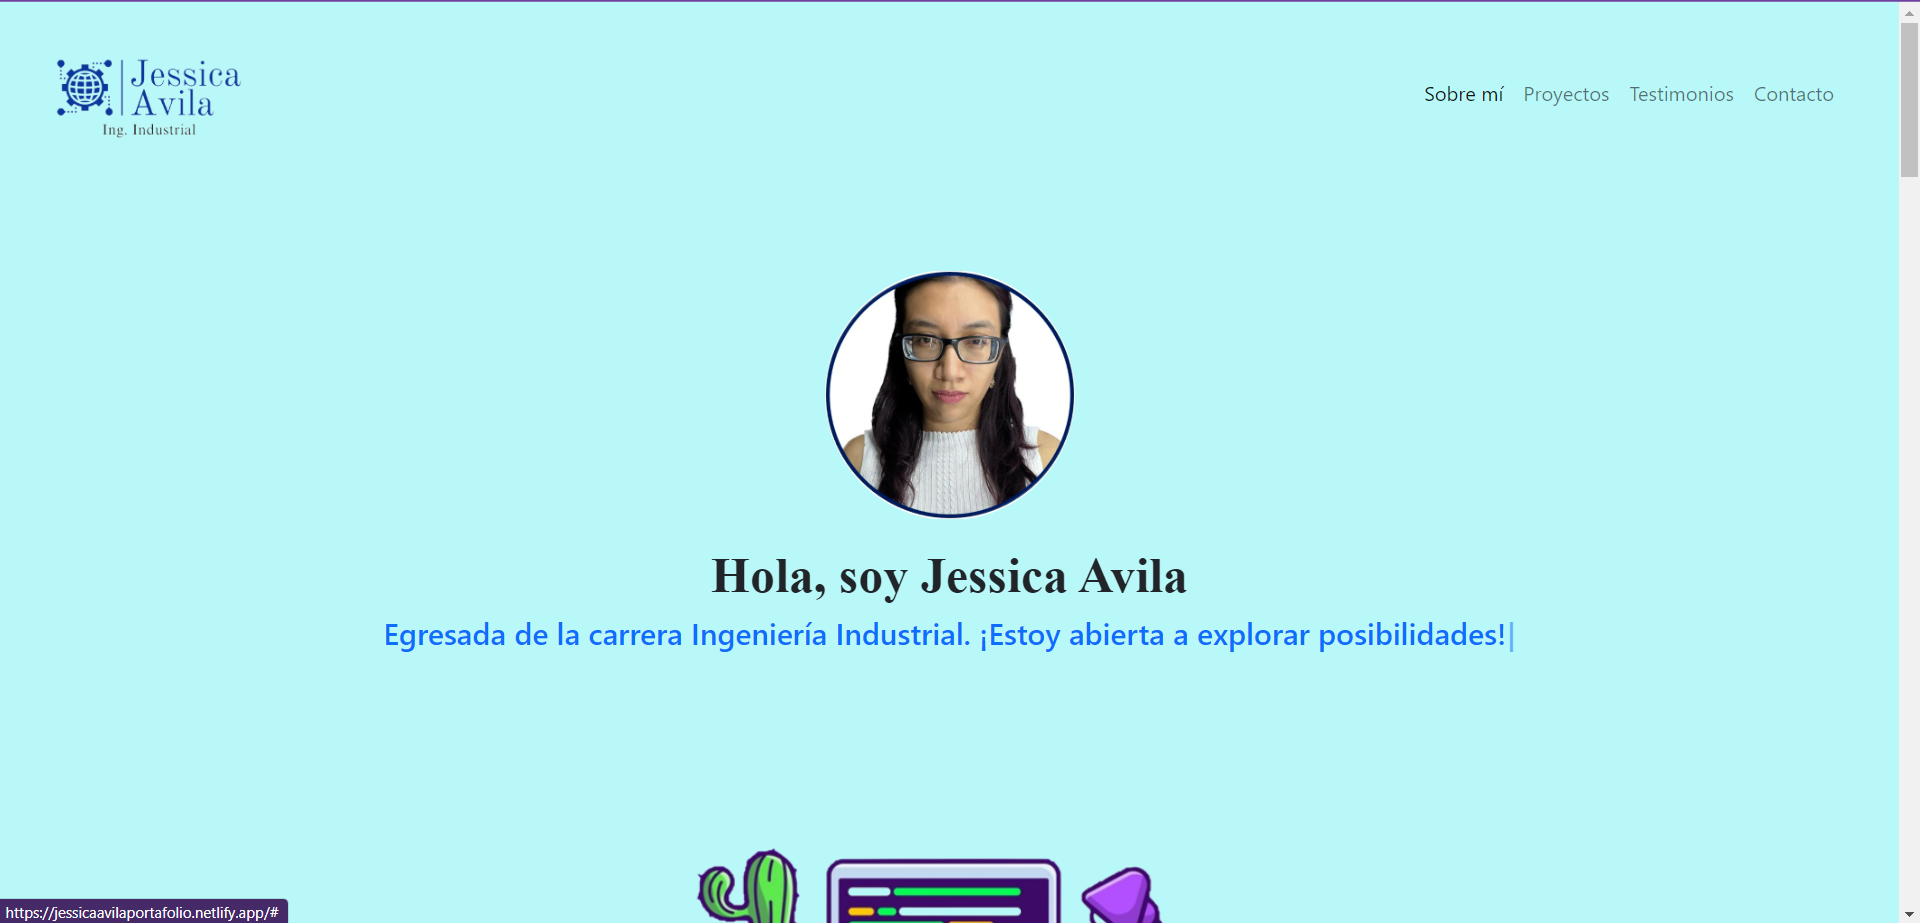 Jessica
Avila
Ing. Industrial
Sobre mí Proyectos Testimonios Contacto
Hola, soy Jessica Avila
Egresada de la carrera Ingeniería Industrial. ¡Estoy abierta a explorar posibilidades!|
https://jessicaavilaportafolio.netlify.app/#